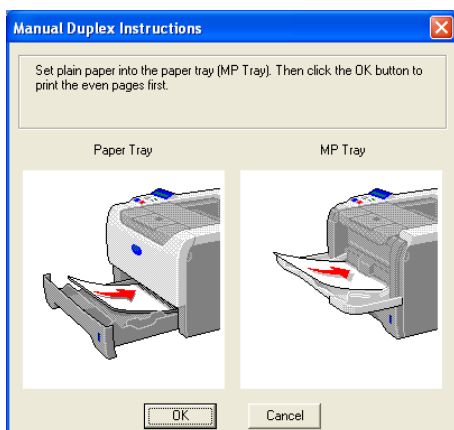 Manual Duplex Instructions
Set plain paper into the paper tray (MP Tray). Then click the OK button to
print the even pages first.
Paper Tray
MP Tray
OK
Cancel